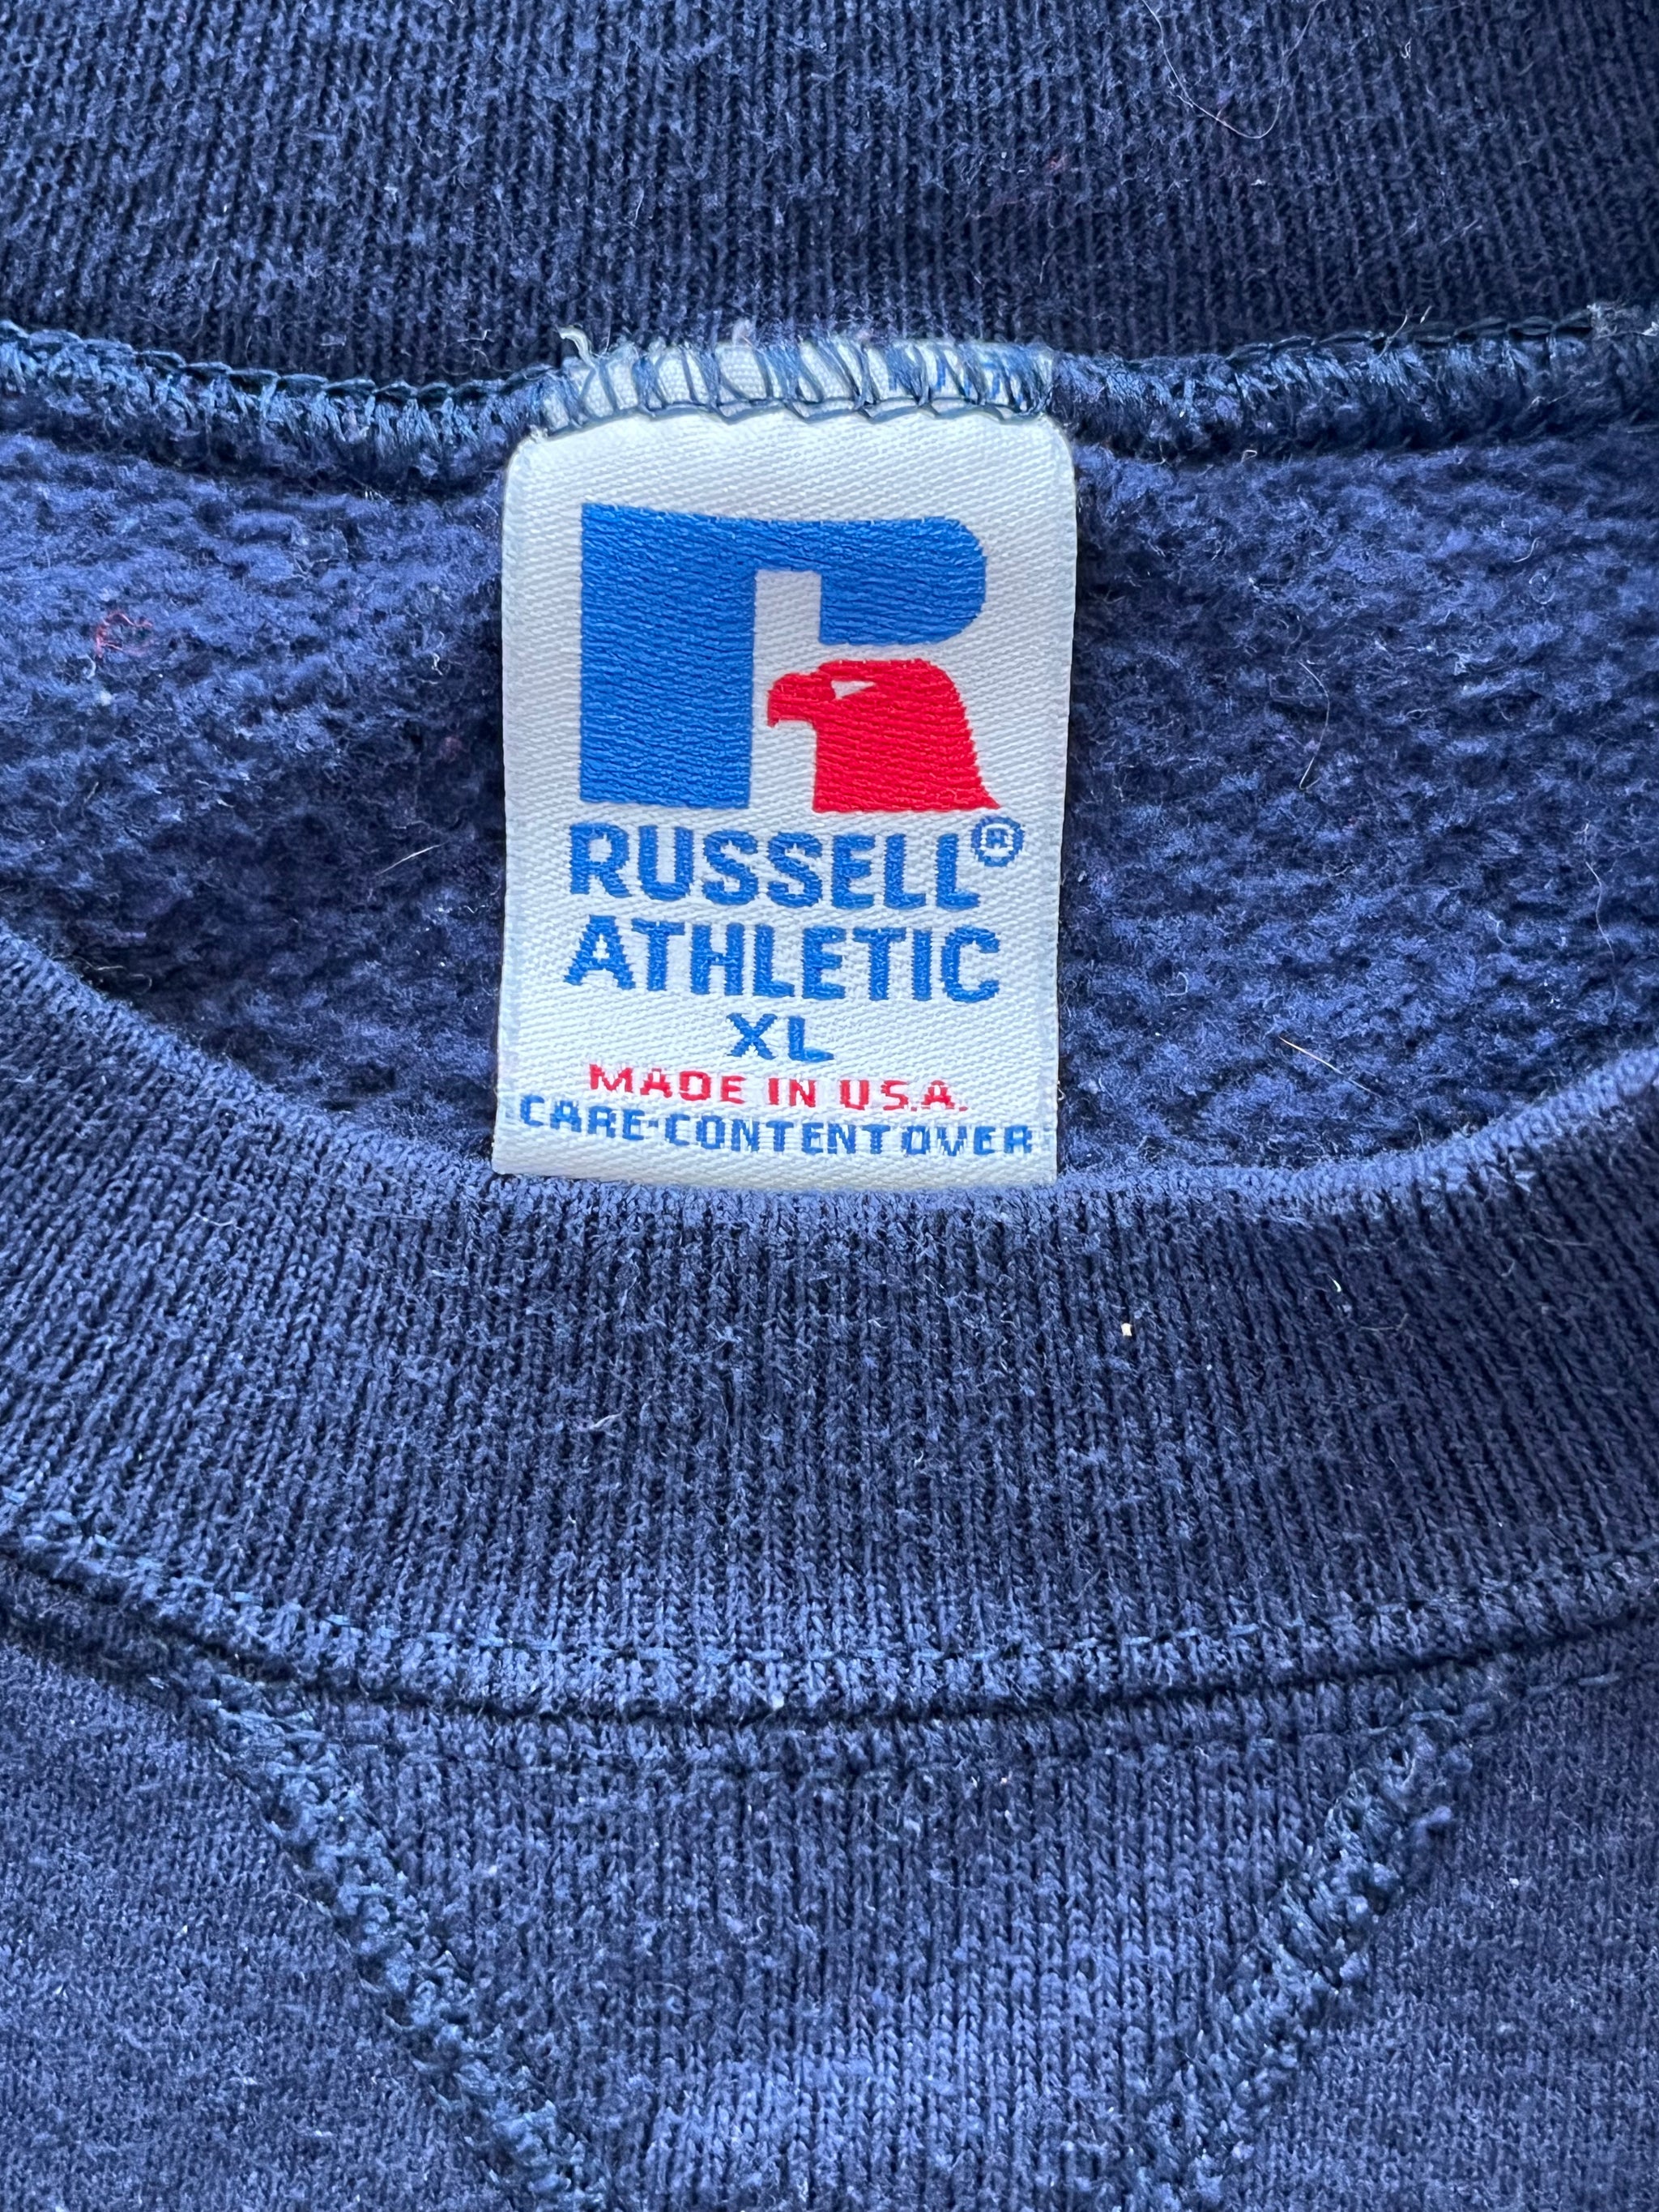 RUSSELL®
ATHLETIC
XL
MADE IN U.S.A.
CARE·CONTENT OVER